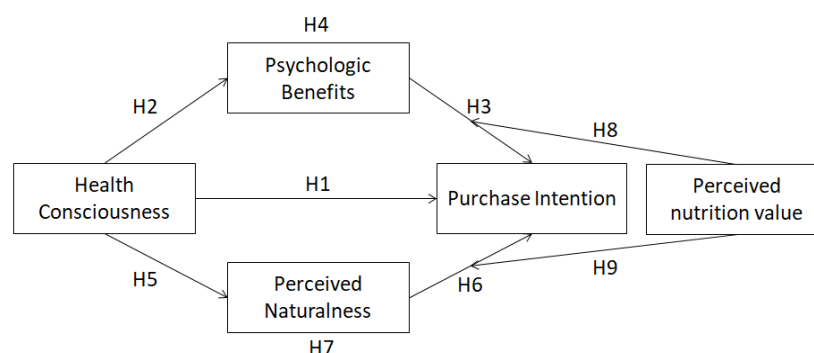 H4
Psychologic
Benefits
H2
H3
H8
Health
Consciousness
H1
Purchase Intention
Perceived
nutrition value
H5
Perceived
Naturalness
H6
H9
H7